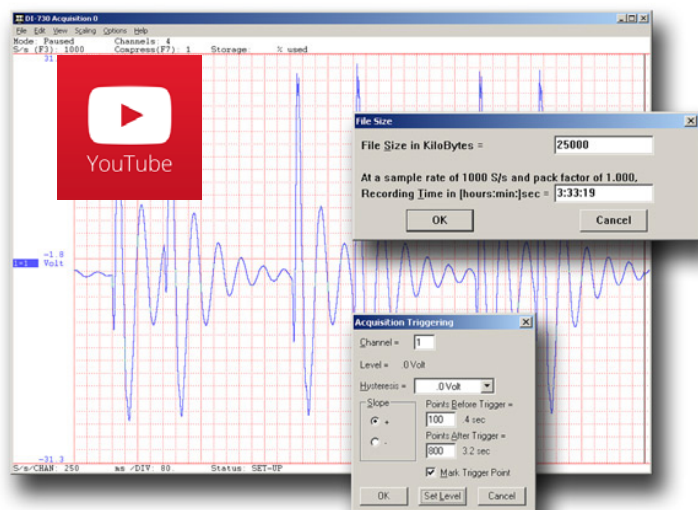 DI-730 Acquisition 0
File Edit View Scaling Options Help
Mode: Paused Channels: 4
S/s (F3): 1000 Compress(F7): 1 Storage: % used
31.
YouTube
-1.8
1-1 Volt
-31.3
S/s/CHAN: 250 ms /DIV: 80. Status: SET-UP
File Size
File Size in KiloBytes = 25000
At a sample rate of 1000 S/s and pack factor of 1.000,
Recording Time in [hours:min:]sec = 3:33:19
OK Cancel
Acquisition Triggering
Channel = 1
Level = .0 Volt
Hysteresis = .0 Volt
Slope
+
-
Points Before Trigger =
100 .4 sec
Points After Trigger =
800 3.2 sec
Mark Trigger Point
OK Set Level Cancel